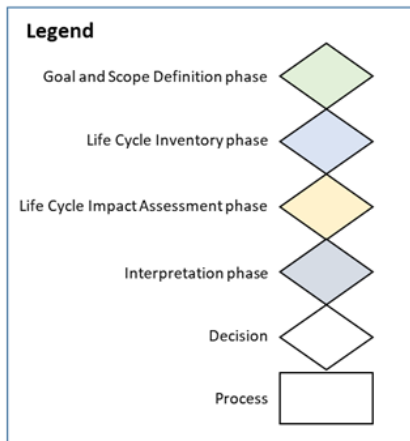 Legend
Goal and Scope Definition phase
Life Cycle Inventory phase
Life Cycle Impact Assessment phase
Interpretation phase
Decision
Process